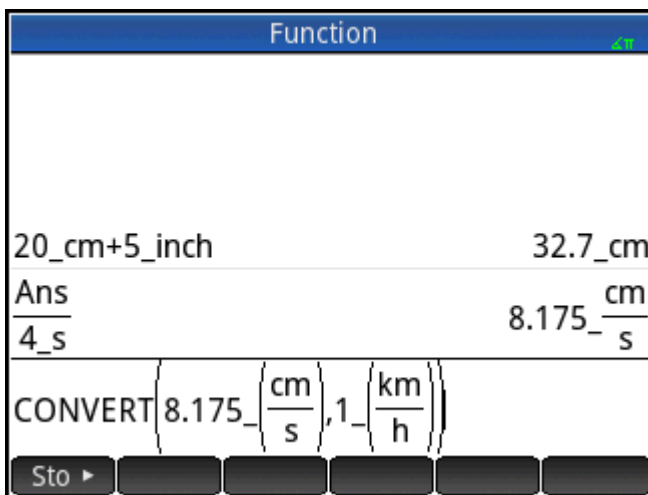 Function
∡π
20_cm+5_inch 32.7_cm
Ans/4_s 8.175_cm/s
CONVERT(8.175_(cm/s),1_(km/h))
Sto ▶